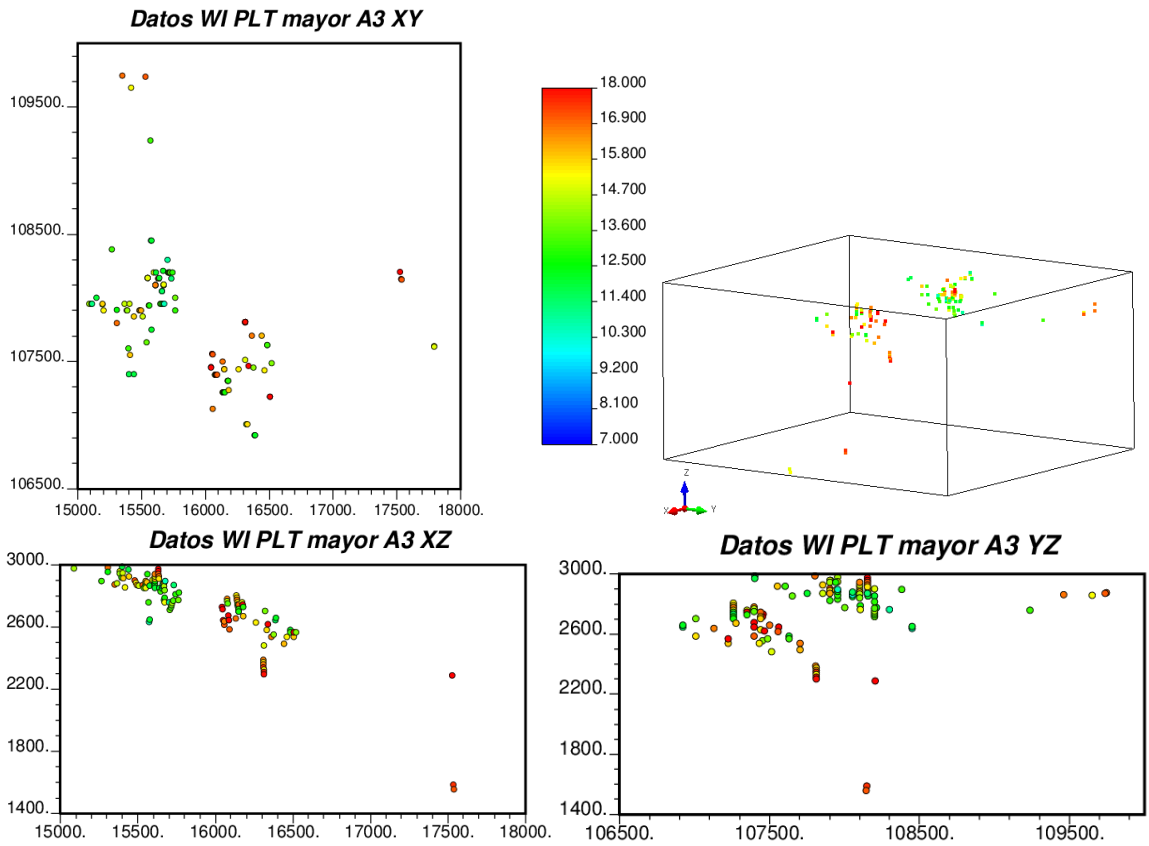 Datos WI PLT mayor A3 XY
109500.
108500.
107500.
106500.
15000. 15500. 16000. 16500. 17000. 17500. 18000.
18.000
16.900
15.800
14.700
13.600
12.500
11.400
10.300
9.200
8.100
7.000
Z
X
Y
Datos WI PLT mayor A3 XZ
3000.
2600.
2200.
1800.
1400.
15000. 15500. 16000. 16500. 17000. 17500. 18000.
Datos WI PLT mayor A3 YZ
3000.
2600.
2200.
1800.
1400.
106500. 107500. 108500. 109500.